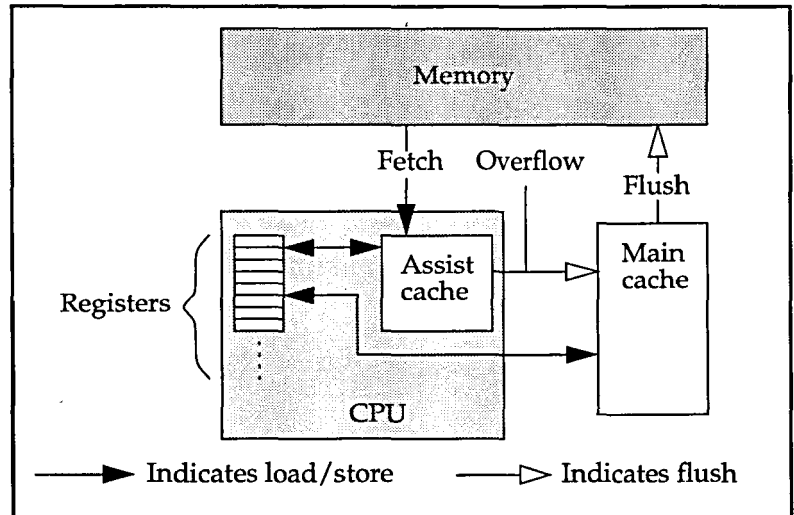 Memory
Fetch
Overflow
Flush
Registers
Assist
cache
Main
cache
CPU
Indicates load/store
Indicates flush